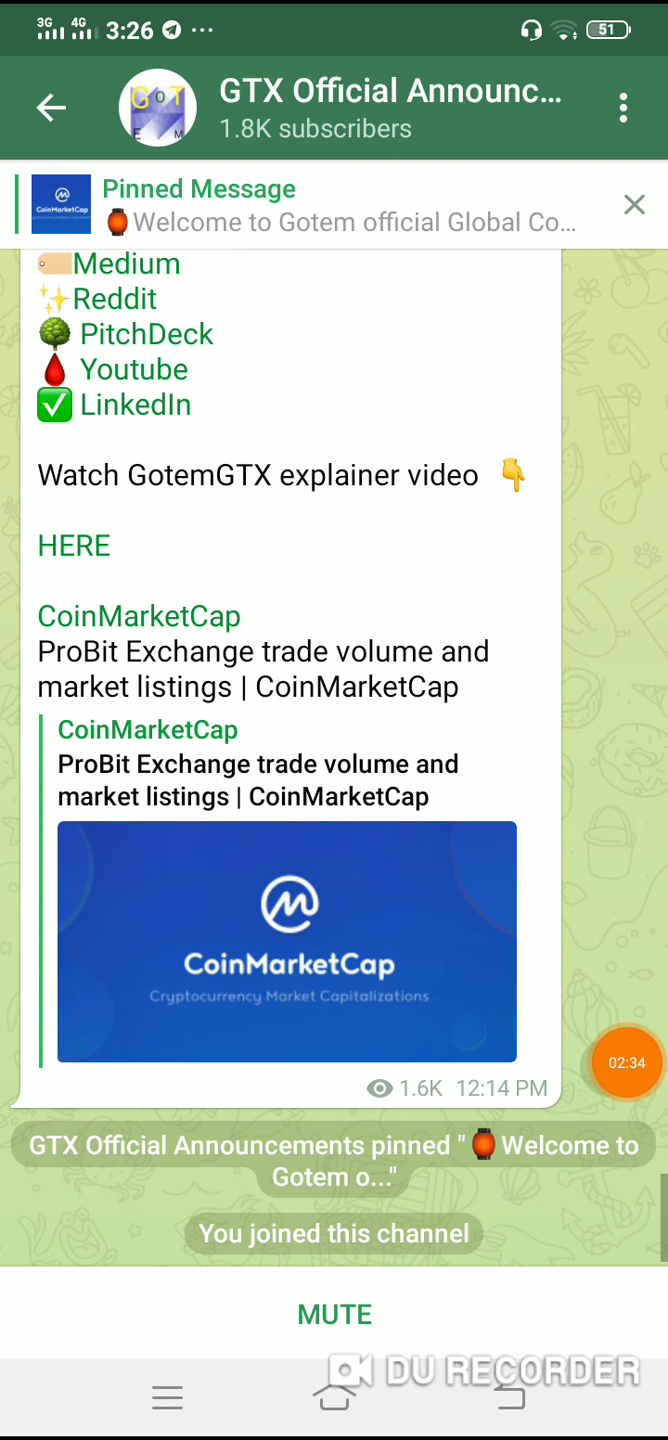 3G 4G 3:26 51
GTX Official Announc...
1.8K subscribers
GOT
E M
CoinMarketCap
Pinned Message
🏮Welcome to Gotem official Global Co...
🏷️Medium
✨Reddit
🌳 PitchDeck
🩸 Youtube
✅ LinkedIn
Watch GotemGTX explainer video 👇
HERE
CoinMarketCap
ProBit Exchange trade volume and
market listings | CoinMarketCap
CoinMarketCap
ProBit Exchange trade volume and
market listings | CoinMarketCap
CoinMarketCap
Cryptocurrency Market Capitalizations
02:34
1.6K 12:14 PM
GTX Official Announcements pinned "🏮Welcome to
Gotem o..."
You joined this channel
MUTE
DU RECORDER